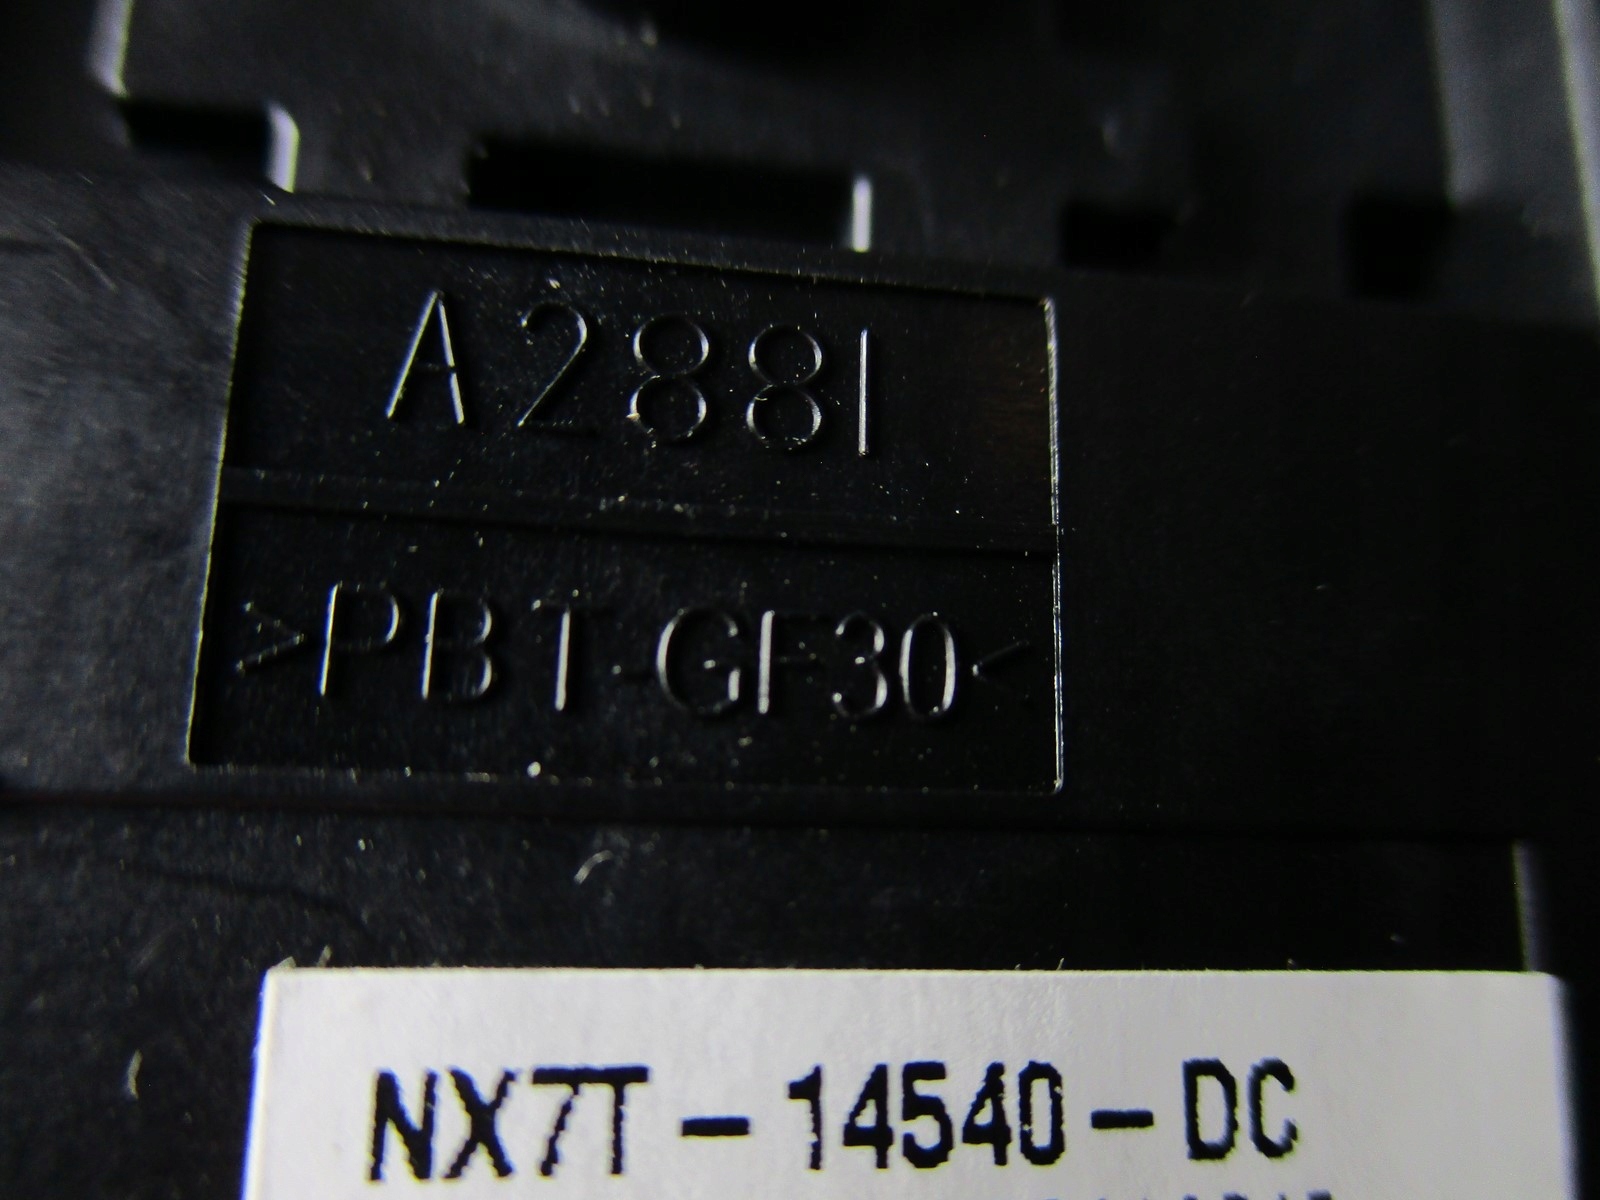 A2881
>PBT-GF30<
NX7T-14540-DC